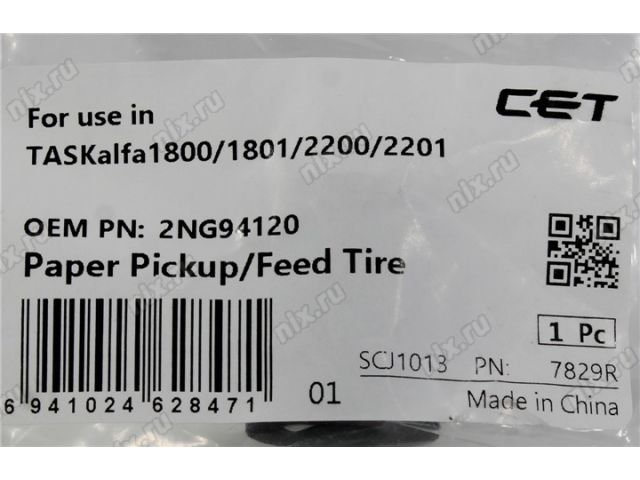 CET
For use in
TASKalfa1800/1801/2200/2201
OEM PN: 2NG94120
Paper Pickup/Feed Tire
1 Pc
SCJ1013 PN: 7829R
6 941024 628471
01
Made in China
nlx.ru